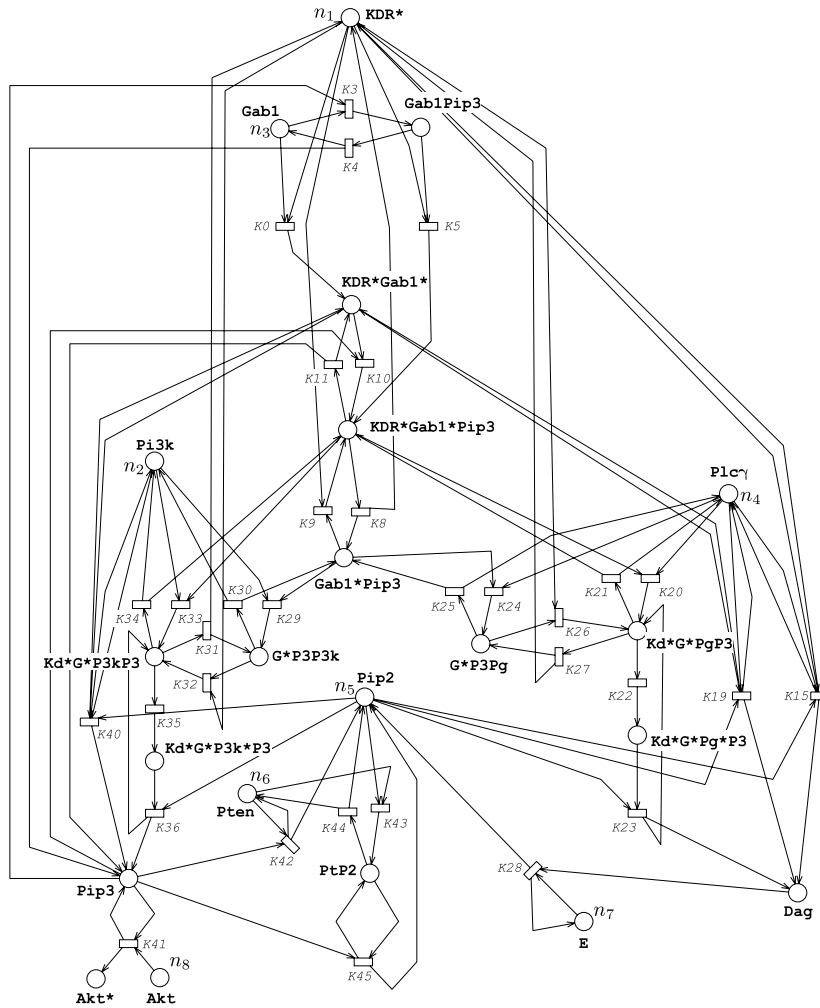 n1 KDR*
K3
Gab1 Gab1Pip3
n3
K4
K0 K5
KDR*Gab1*
K11 K10
KDR*Gab1*Pip3
Pi3k
n2
Plcγ
n4
K9 K8
Gab1*Pip3
K34 K33 K30 K29 K25 K24 K21 K20
K31 K26
Kd*G*P3kP3 G*P3P3k G*P3Pg Kd*G*PgP3
K32 K27
Pip2
n5
K22
K19 K15
K40 K35
Kd*G*P3k*P3 Kd*G*Pg*P3
n6
Pten
K36 K44 K43 K23
K42
PtP2
K28
Pip3
Dag
n7
E
K41
K45
n8
Akt* Akt